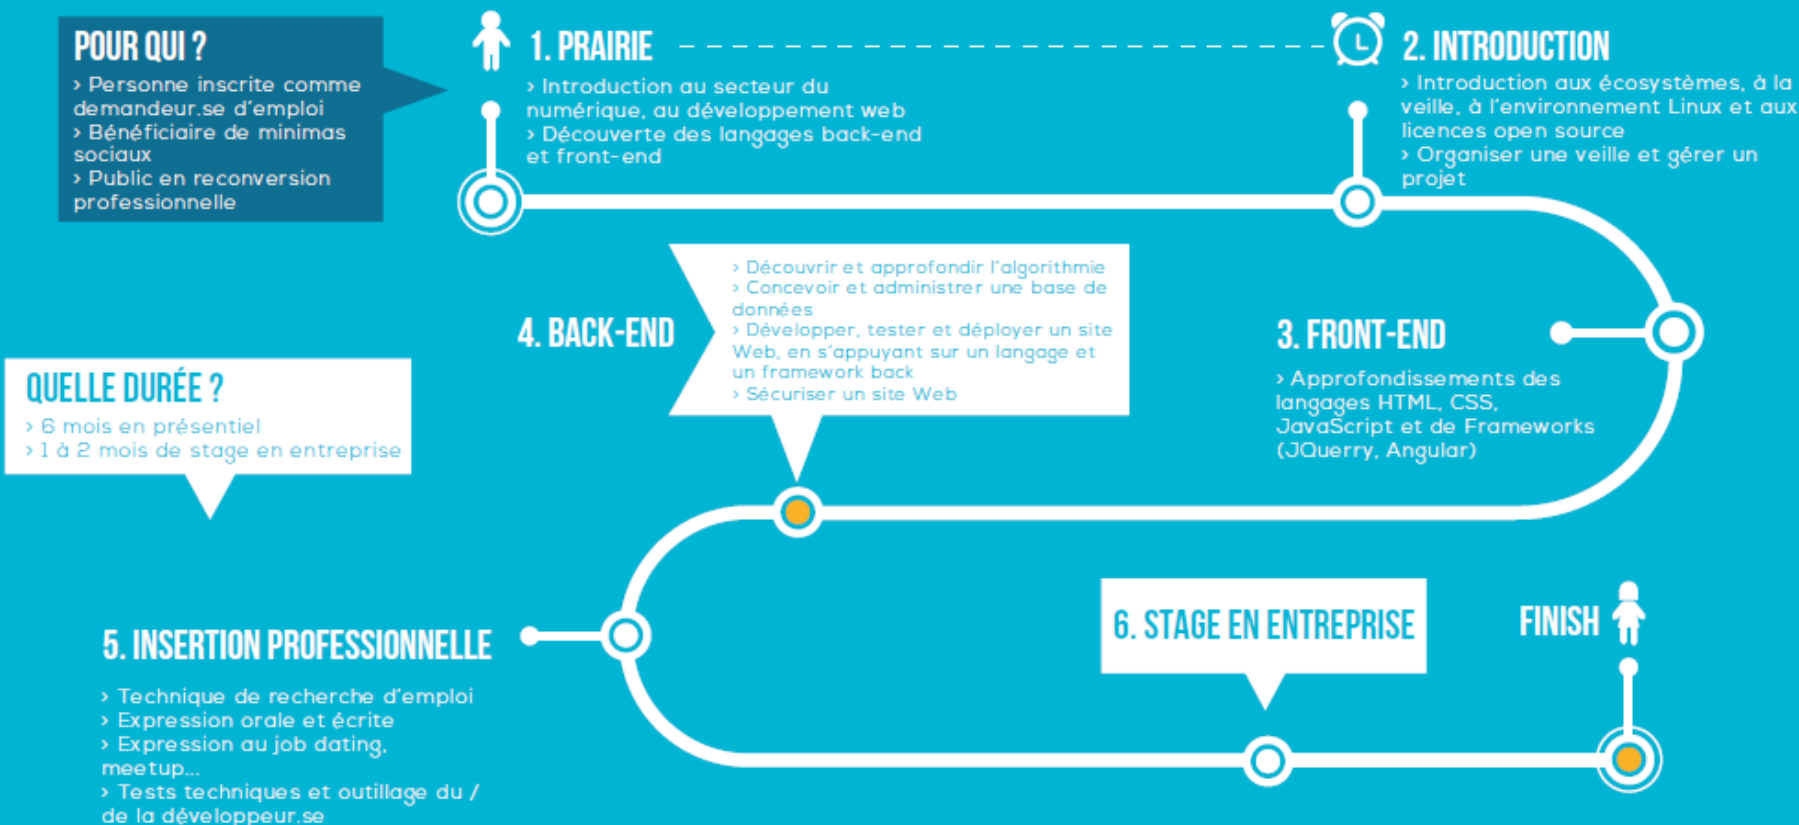 POUR QUI ?
> Personne inscrite comme
demandeur.se d'emploi
> Bénéficiaire de minimas
sociaux
> Public en reconversion
professionnelle
1. PRAIRIE
> Introduction au secteur du
numérique, au développement web
> Découverte des langages back-end
et front-end
2. INTRODUCTION
> Introduction aux écosystèmes, à la
veille, à l'environnement Linux et aux
licences open source
> Organiser une veille et gérer un
projet
3. FRONT-END
> Approfondissements des
langages HTML, CSS,
JavaScript et de Frameworks
(JQuerry, Angular)
4. BACK-END
> Découvrir et approfondir l'algorithmie
> Concevoir et administrer une base de
données
> Développer, tester et déployer un site
Web, en s'appuyant sur un langage et
un framework back
> Sécuriser un site Web
QUELLE DURÉE ?
> 6 mois en présentiel
> 1 à 2 mois de stage en entreprise
5. INSERTION PROFESSIONNELLE
> Technique de recherche d'emploi
> Expression orale et écrite
> Expression au job dating,
meetup...
> Tests techniques et outillage du /
de la développeur.se
6. STAGE EN ENTREPRISE
FINISH